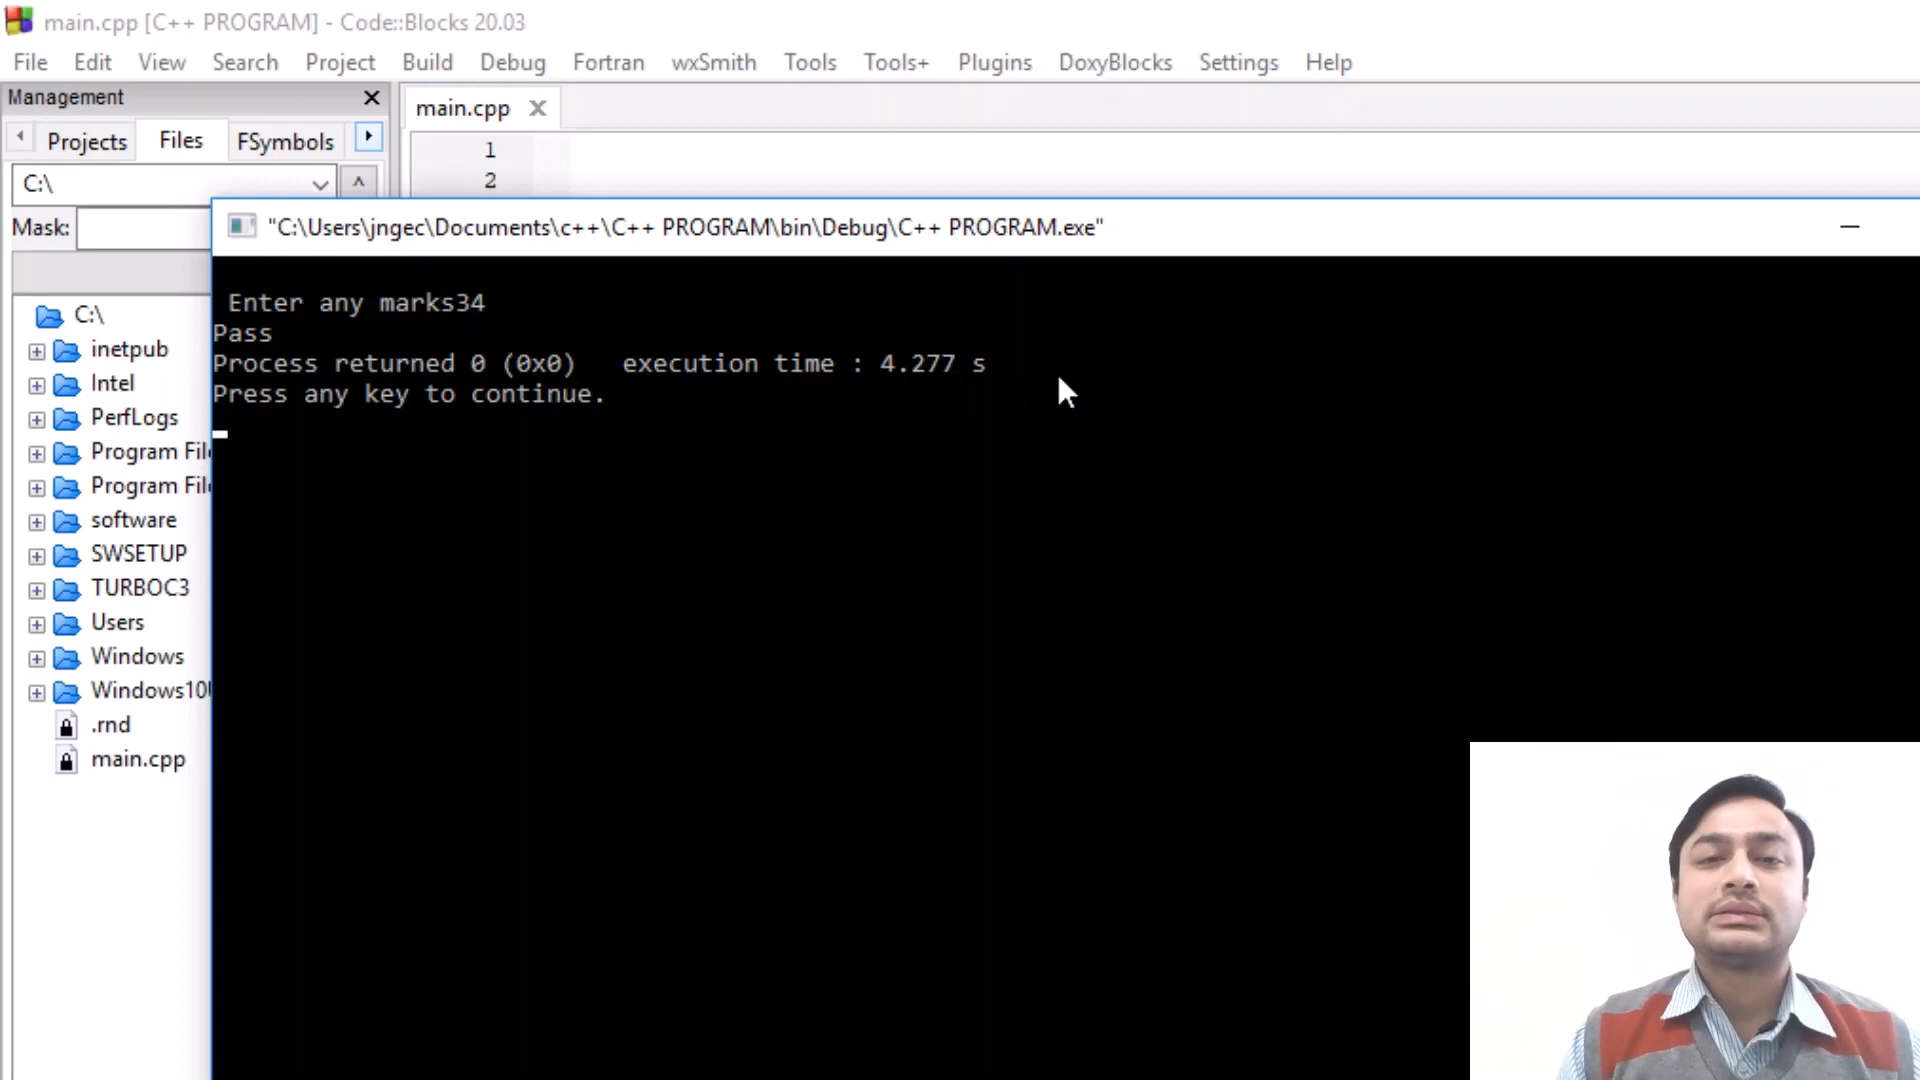 main.cpp [C++ PROGRAM] - Code::Blocks 20.03
File Edit View Search Project Build Debug Fortran wxSmith Tools Tools+ Plugins DoxyBlocks Settings Help
Management
main.cpp
Projects Files FSymbols
1
C:\
2
Mask:
"C:\Users\jngec\Documents\c++\C++ PROGRAM\bin\Debug\C++ PROGRAM.exe"
Enter any marks34
Pass
Process returned 0 (0x0) execution time : 4.277 s
Press any key to continue.
C:\
inetpub
Intel
PerfLogs
Program Fil
Program Fil
software
SWSETUP
TURBOC3
Users
Windows
Windows10
.rnd
main.cpp